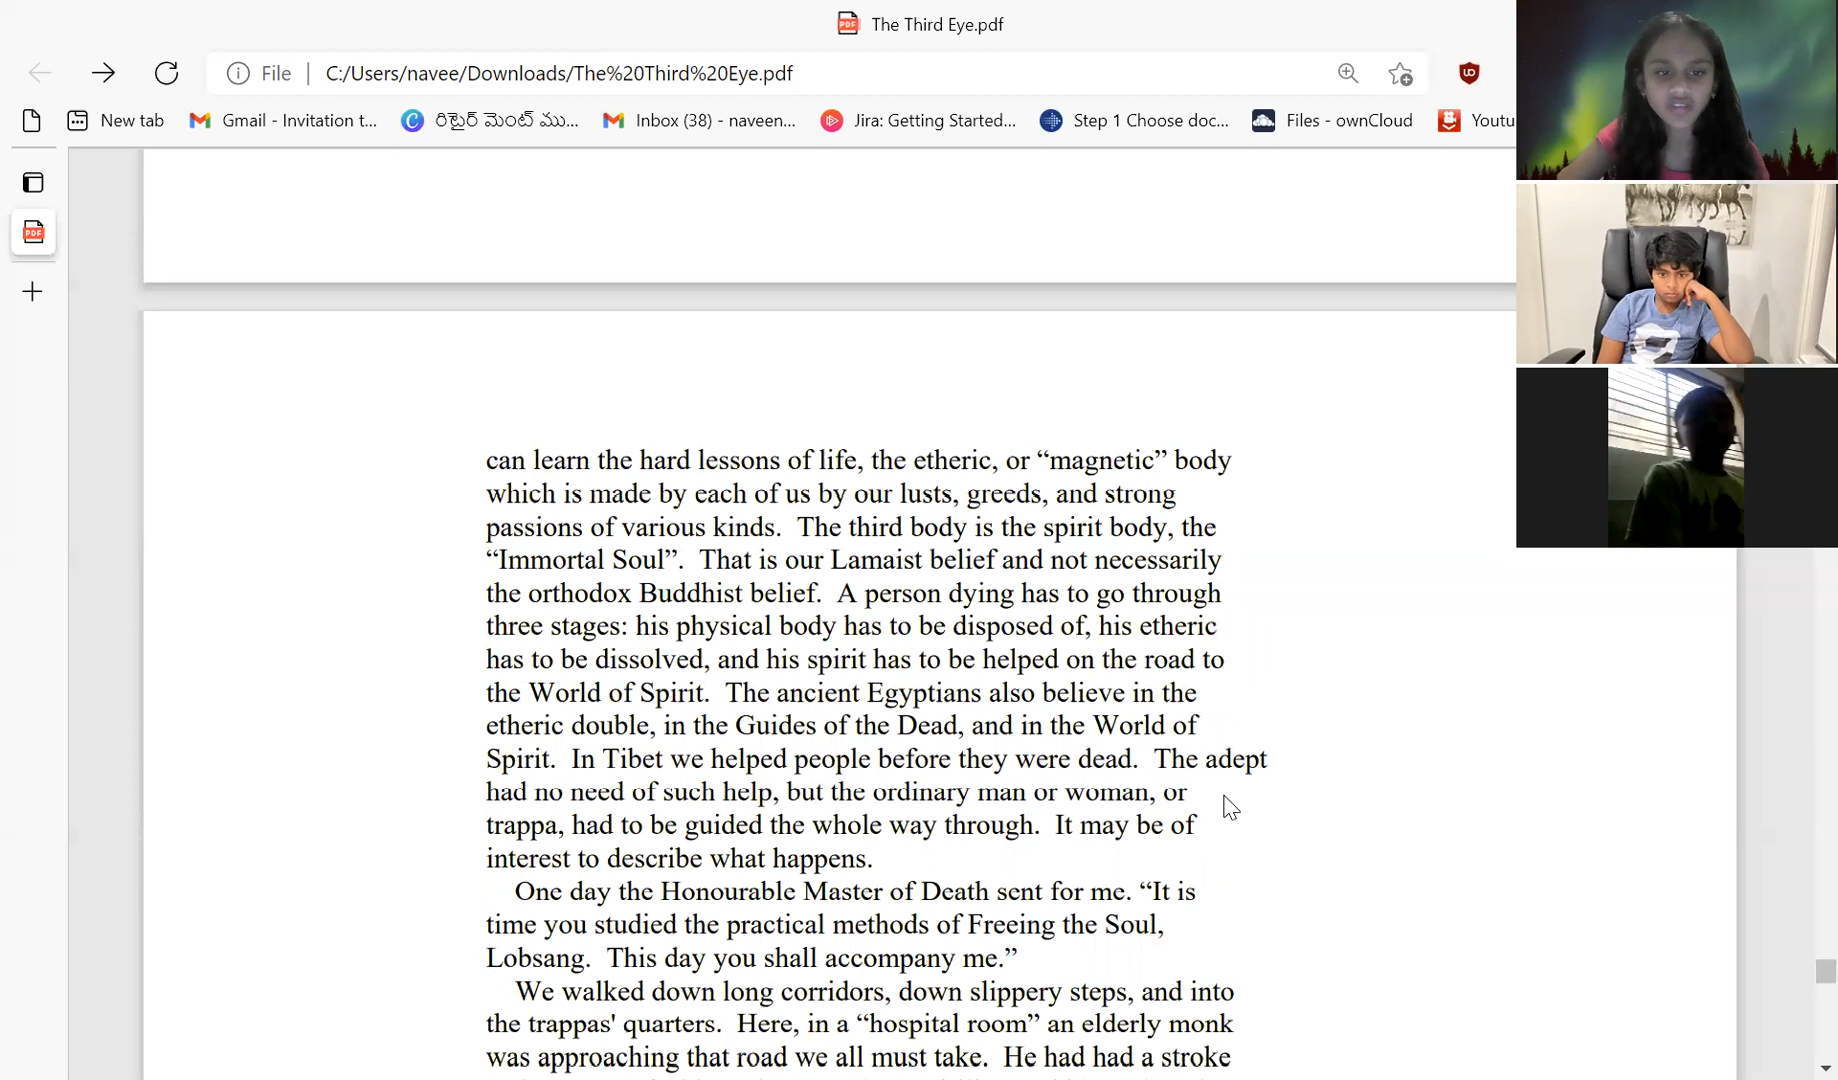 The Third Eye.pdf
File C:/Users/navee/Downloads/The%20Third%20Eye.pdf
New tab Gmail - Invitation t... రిటైర్ మెంట్ ము... Inbox (38) - naveen... Jira: Getting Started... Step 1 Choose doc... Files - ownCloud Youtu
can learn the hard lessons of life, the etheric, or “magnetic” body
which is made by each of us by our lusts, greeds, and strong
passions of various kinds. The third body is the spirit body, the
“Immortal Soul”. That is our Lamaist belief and not necessarily
the orthodox Buddhist belief. A person dying has to go through
three stages: his physical body has to be disposed of, his etheric
has to be dissolved, and his spirit has to be helped on the road to
the World of Spirit. The ancient Egyptians also believe in the
etheric double, in the Guides of the Dead, and in the World of
Spirit. In Tibet we helped people before they were dead. The adept
had no need of such help, but the ordinary man or woman, or
trappa, had to be guided the whole way through. It may be of
interest to describe what happens.
One day the Honourable Master of Death sent for me. “It is
time you studied the practical methods of Freeing the Soul,
Lobsang. This day you shall accompany me.”
We walked down long corridors, down slippery steps, and into
the trappas' quarters. Here, in a “hospital room” an elderly monk
was approaching that road we all must take. He had had a stroke